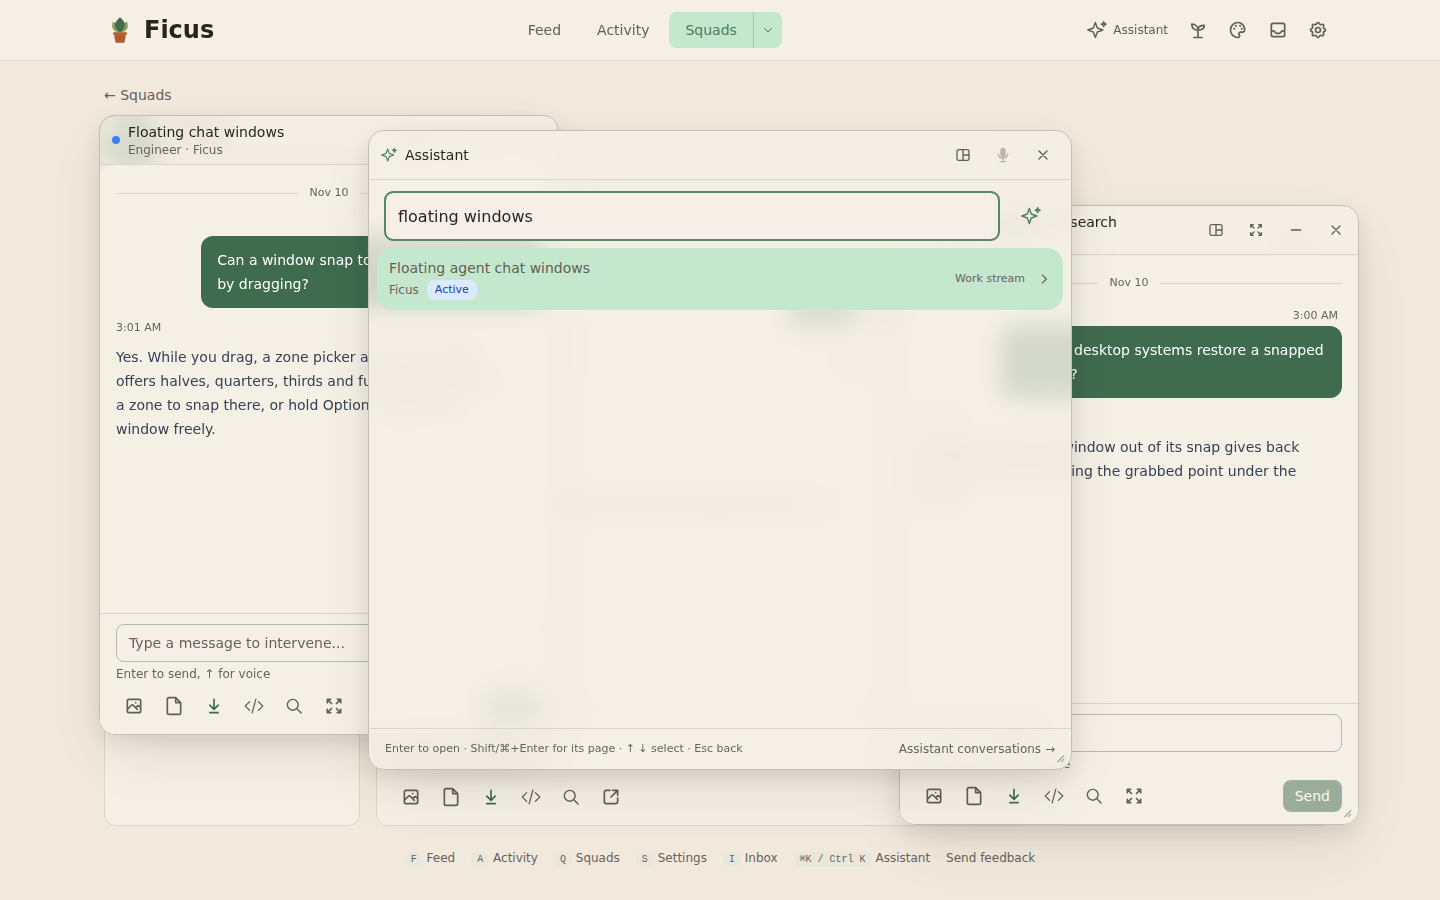 Ficus
Feed
Activity
Squads
Assistant
← Squads
Floating chat windows
Engineer · Ficus
Nov 10
Can a window snap
by dragging?
3:01 AM
Yes. While you drag, a zone picker
offers halves, quarters, thirds and
a zone to snap there, or hold Option
window freely.
Type a message to intervene...
Enter to send, ↑ for voice
Assistant
floating windows
Floating agent chat windows
Ficus Active
Work stream
Enter to open · Shift/⌘+Enter for its page · ↑ ↓ select · Esc back
Assistant conversations →
search
Nov 10
3:00 AM
desktop systems restore a snapped
?
window out of its snap gives back
ing the grabbed point under the
Send
F Feed
A Activity
Q Squads
S Settings
I Inbox
⌘K / Ctrl K Assistant
Send feedback